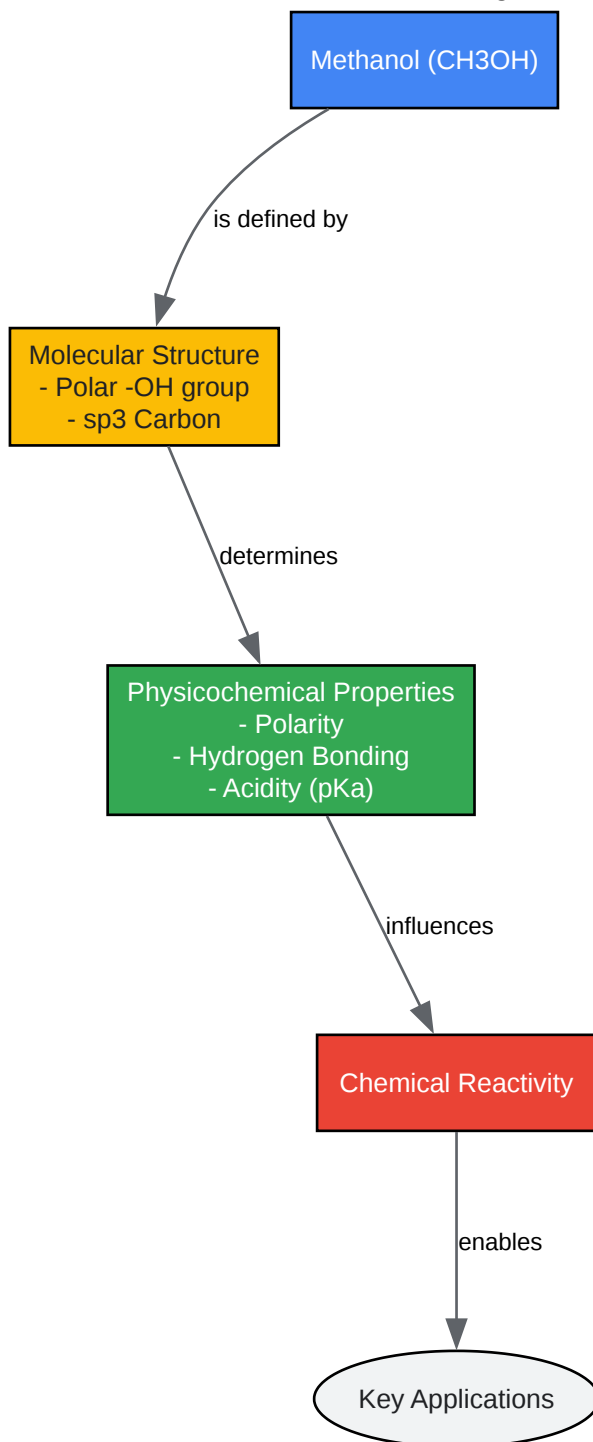 Methanol (CH3OH)
is defined by
Molecular Structure
- Polar -OH group
- sp3 Carbon
determines
Physicochemical Properties
- Polarity
- Hydrogen Bonding
- Acidity (pKa)
influences
Chemical Reactivity
enables
Key Applications